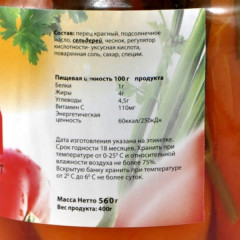 Состав: перец красный, подсолнечное
масло, сельдерей, чеснок, регулятор
кислотности- уксусная кислота,
поваренная соль, сахар, специи.
Пищевая ценность 100 г продукта
Белки 1г
Жиры 4г
Углеводы 4,5г
Витамин С 110мг
Энергетическая
ценность 60ккал/250кДж
Дата изготовления указана на этикетке.
Срок годности 18 месяцев. Хранить при
температуре от 0-25° С и относительной
влажности воздуха не более 75%.
Вскрытую банку хранить при температуре
от 2° С до 6° С не более суток.
Масса Нетто 560г
Вес продукта: 400г